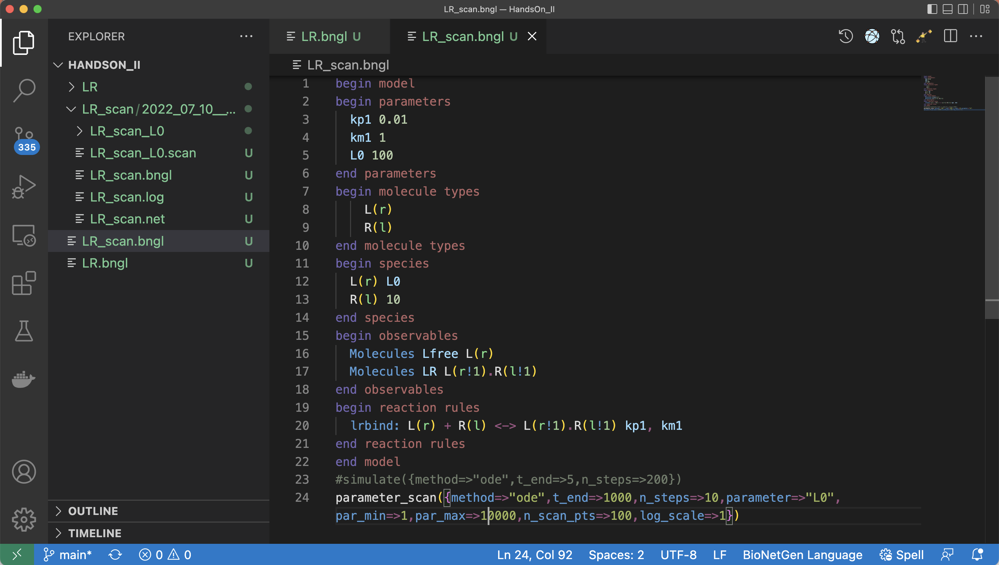 LR_scan.bngl — HandsOn_II
EXPLORER
HANDSON_II
LR
LR_scan/2022_07_10__...
LR_scan_L0
LR_scan_L0.scan U
LR_scan.bngl U
LR_scan.log U
LR_scan.net U
LR_scan.bngl U
LR.bngl U
OUTLINE
TIMELINE
335
LR.bngl U
LR_scan.bngl U
LR_scan.bngl
1 begin model
2 begin parameters
3 kp1 0.01
4 km1 1
5 L0 100
6 end parameters
7 begin molecule types
8 L(r)
9 R(l)
10 end molecule types
11 begin species
12 L(r) L0
13 R(l) 10
14 end species
15 begin observables
16 Molecules Lfree L(r)
17 Molecules LR L(r!1).R(l!1)
18 end observables
19 begin reaction rules
20 lrbind: L(r) + R(l) <-> L(r!1).R(l!1) kp1, km1
21 end reaction rules
22 end model
23 #simulate({method=>"ode",t_end=>5,n_steps=>200})
24 parameter_scan({method=>"ode",t_end=>1000,n_steps=>10,parameter=>"L0",
par_min=>1,par_max=>10000,n_scan_pts=>100,log_scale=>1})
main* 0 0 Ln 24, Col 92 Spaces: 2 UTF-8 LF BioNetGen Language Spell